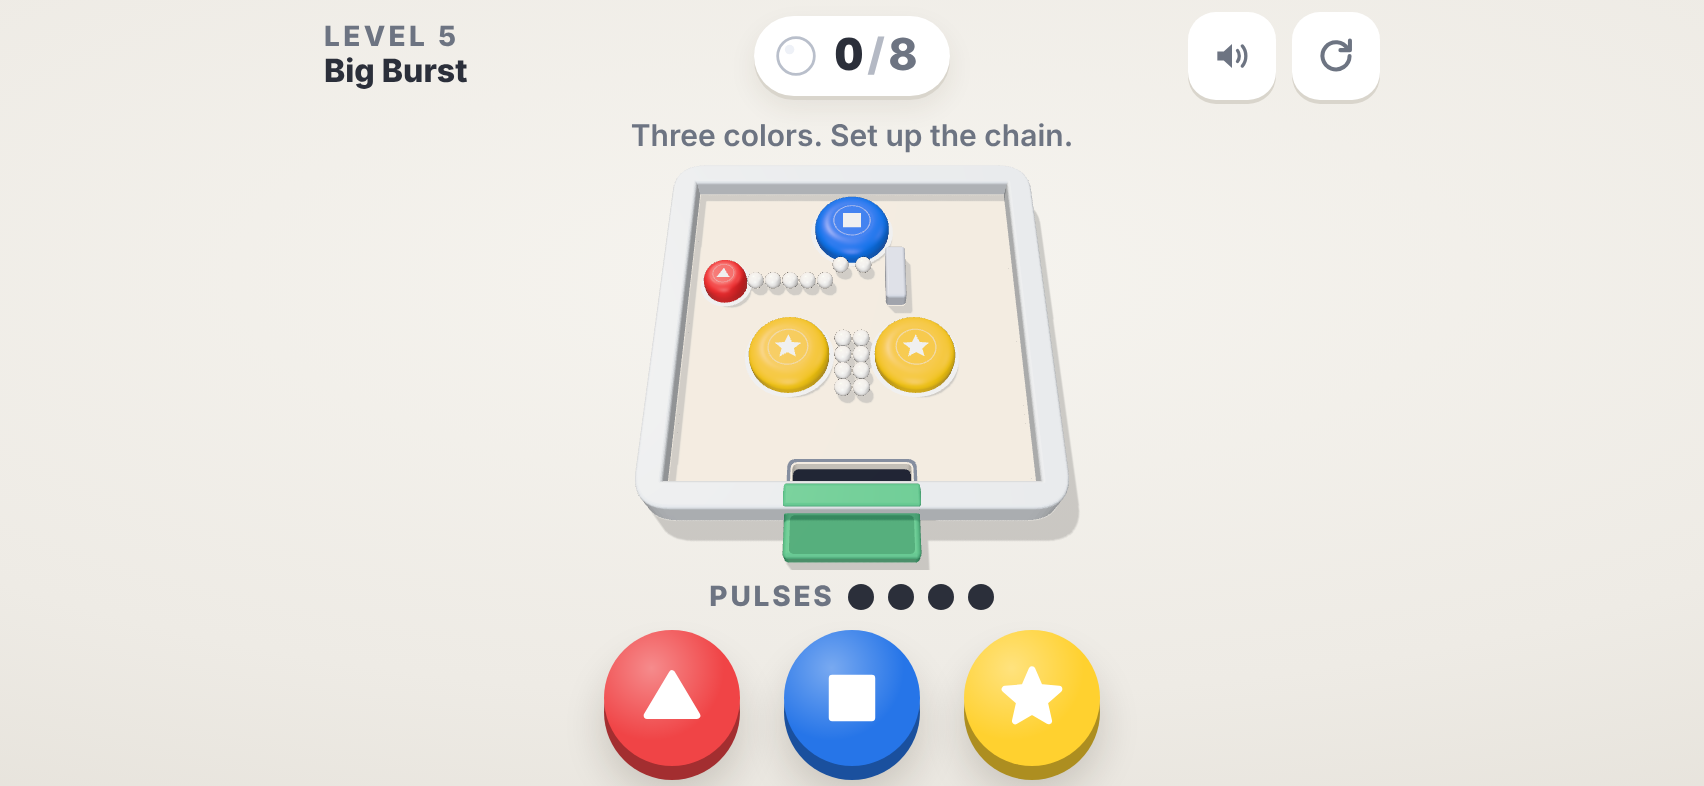 LEVEL 5
Big Burst
0/8
Three colors. Set up the chain.
PULSES